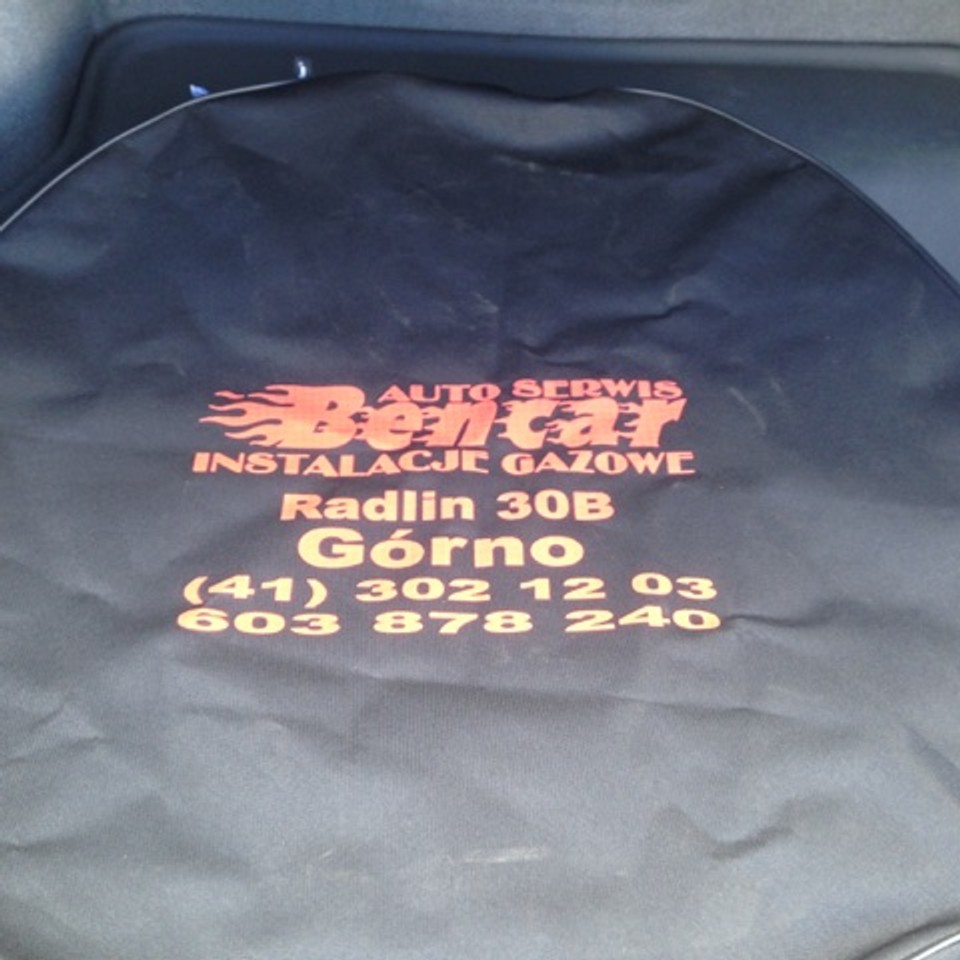 AUTO SERWIS
Bencar
INSTALACJE GAZOWE
Radlin 30B
Górno
(41) 302 12 03
603 878 240